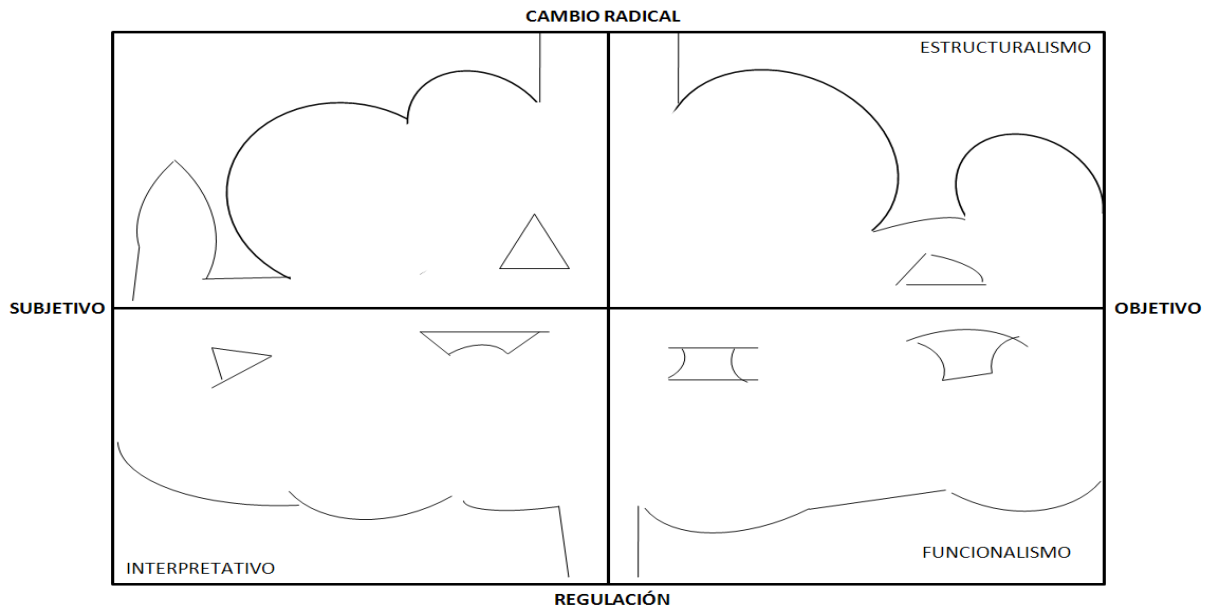 CAMBIO RADICAL
ESTRUCTURALISMO
SUBJETIVO
OBJETIVO
FUNCIONALISMO
INTERPRETATIVO
REGULACIÓN